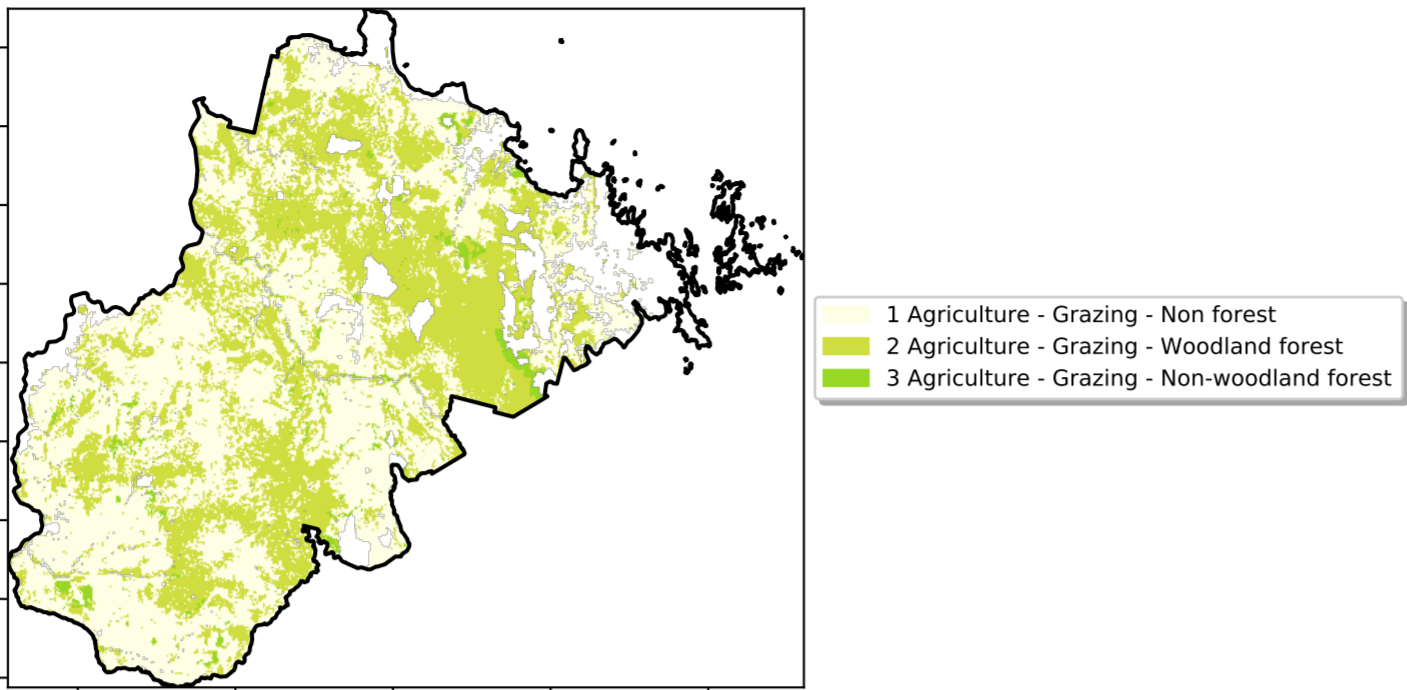 1 Agriculture - Grazing - Non forest
2 Agriculture - Grazing - Woodland forest
3 Agriculture - Grazing - Non-woodland forest